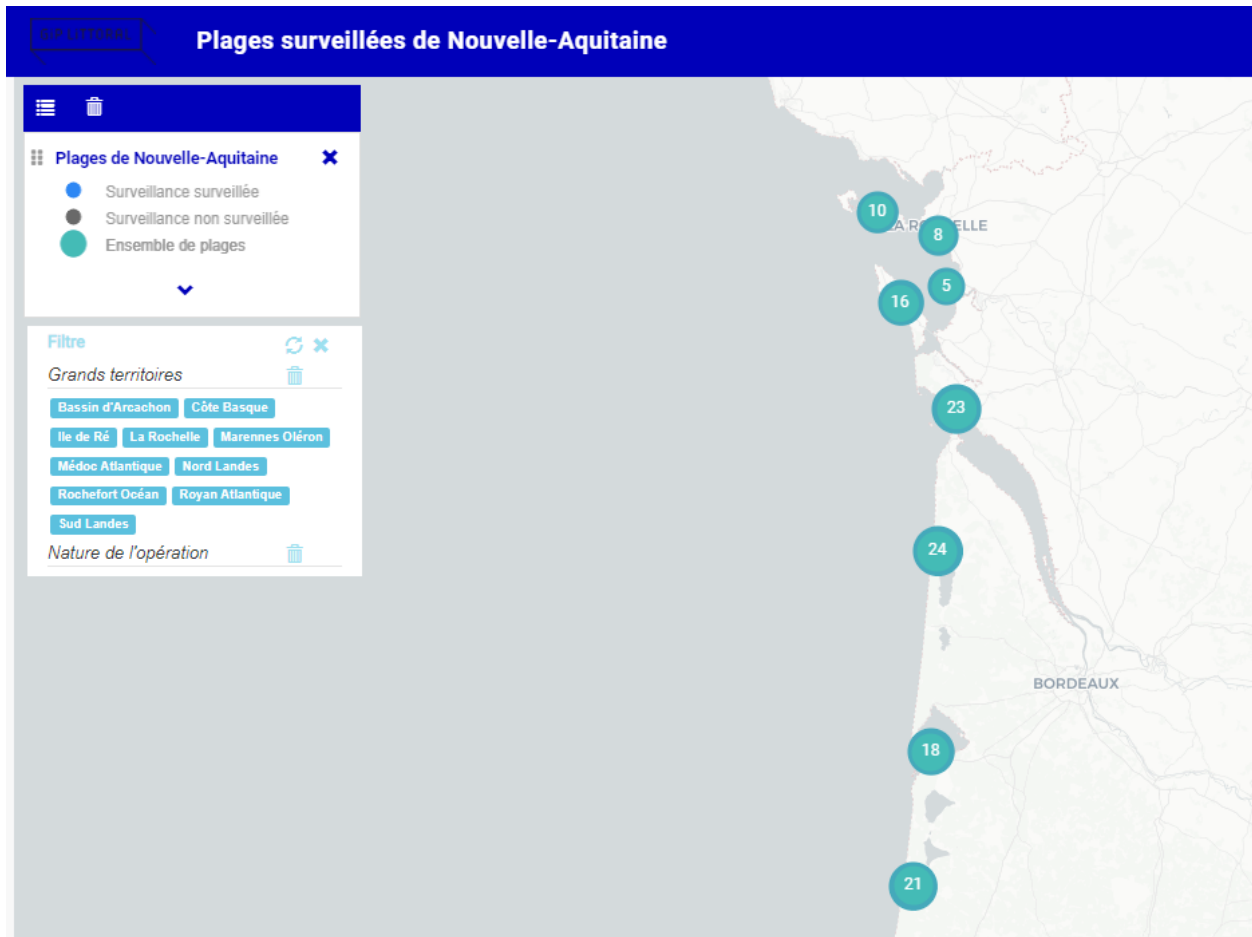 GIP LITTORAL
Plages surveillées de Nouvelle-Aquitaine
Plages de Nouvelle-Aquitaine
Surveillance surveillée
Surveillance non surveillée
Ensemble de plages
Filtre
Grands territoires
Bassin d'Arcachon Côte Basque
Ile de Ré La Rochelle Marennes Oléron
Médoc Atlantique Nord Landes
Rochefort Océan Royan Atlantique
Sud Landes
Nature de l'opération
10
8
5
16
23
24
BORDEAUX
18
21